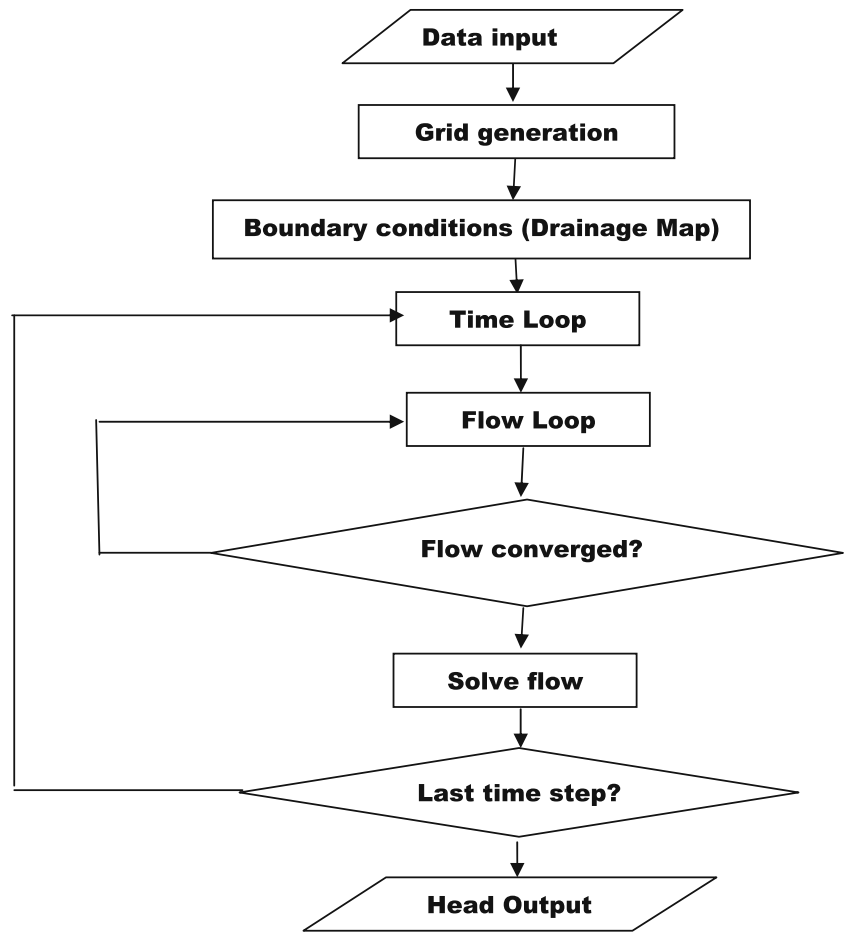 Data input
Grid generation
Boundary conditions (Drainage Map)
Time Loop
Flow Loop
Flow converged?
Solve flow
Last time step?
Head Output